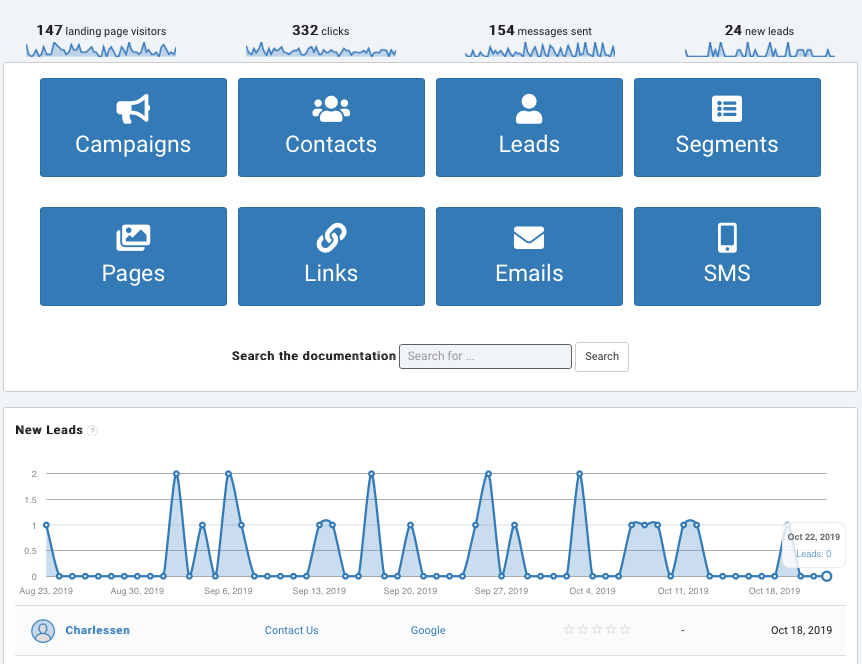 147 landing page visitors 332 clicks 154 messages sent 24 new leads
Campaigns Contacts Leads Segments
Pages Links Emails SMS
Search the documentation Search for ... Search
New Leads ?
2
1.5
1
0.5
0
Oct 22, 2019
Leads: 0
Aug 23, 2019 Aug 30, 2019 Sep 6, 2019 Sep 13, 2019 Sep 20, 2019 Sep 27, 2019 Oct 4, 2019 Oct 11, 2019 Oct 18, 2019
Charlessen Contact Us Google - Oct 18, 2019